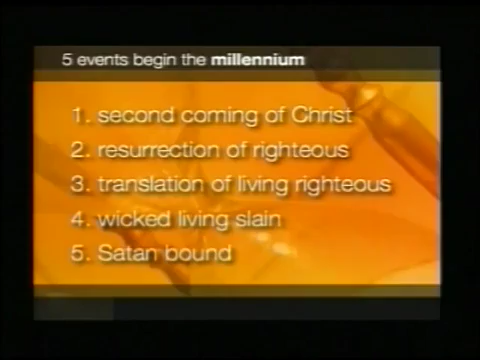 5 events begin the millennium
1. second coming of Christ
2. resurrection of righteous
3. translation of living righteous
4. wicked living slain
5. Satan bound